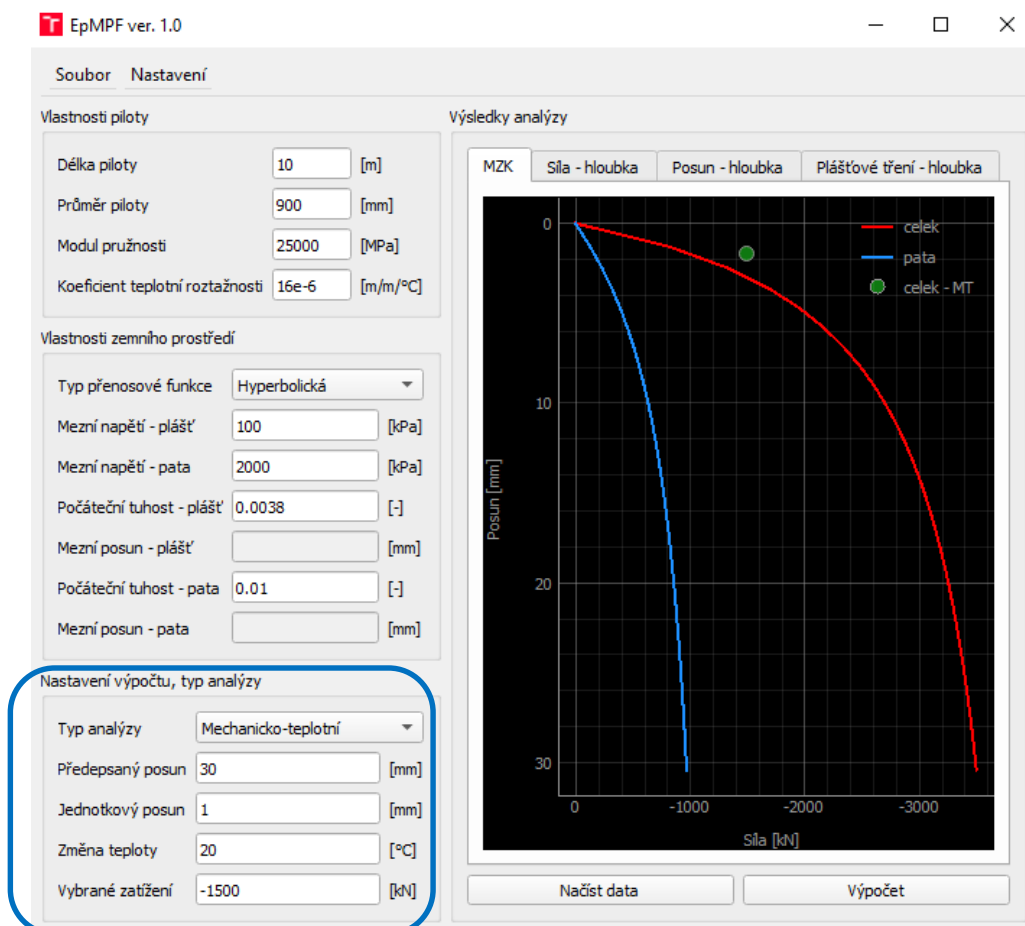 EpMPF ver. 1.0
Soubor Nastavení
Vlastnosti piloty
Délka piloty 10 [m]
Průměr piloty 900 [mm]
Modul pružnosti 25000 [MPa]
Koeficient teplotní roztažnosti 16e-6 [m/m/°C]
Vlastnosti zemního prostředí
Typ přenosové funkce Hyperbolická
Mezní napětí - plášť 100 [kPa]
Mezní napětí - pata 2000 [kPa]
Počáteční tuhost - plášť 0.0038 [-]
Mezní posun - plášť [mm]
Počáteční tuhost - pata 0.01 [-]
Mezní posun - pata [mm]
Nastavení výpočtu, typ analýzy
Typ analýzy Mechanicko-teplotní
Předepsaný posun 30 [mm]
Jednotkový posun 1 [mm]
Změna teploty 20 [°C]
Vybrané zatížení -1500 [kN]
Výsledky analýzy
MZK Síla - hloubka Posun - hloubka Plášťové tření - hloubka
celek
pata
celek - MT
0
10
20
30
Posun [mm]
0 -1000 -2000 -3000
Síla [kN]
Načíst data Výpočet